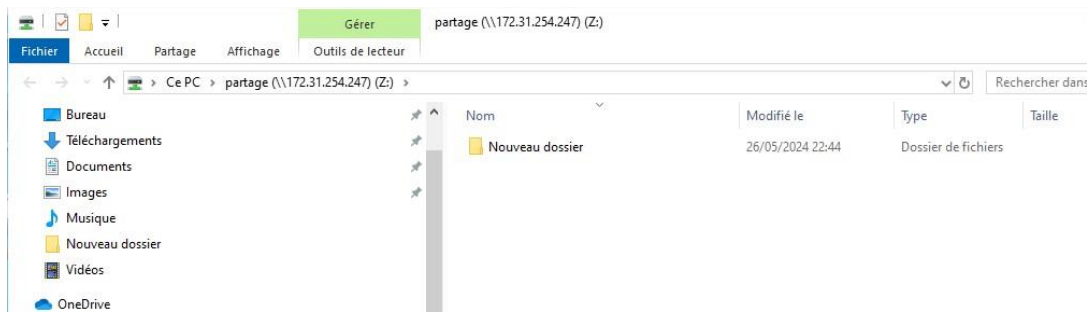 Gérer partage (\\172.31.254.247) (Z:)
Fichier Accueil Partage Affichage Outils de lecteur
Ce PC › partage (\\172.31.254.247) (Z:) › Rechercher dans
Nom Modifié le Type Taille
Bureau
Téléchargements
Documents
Images
Musique
Nouveau dossier
Vidéos
OneDrive
Nouveau dossier 26/05/2024 22:44 Dossier de fichiers